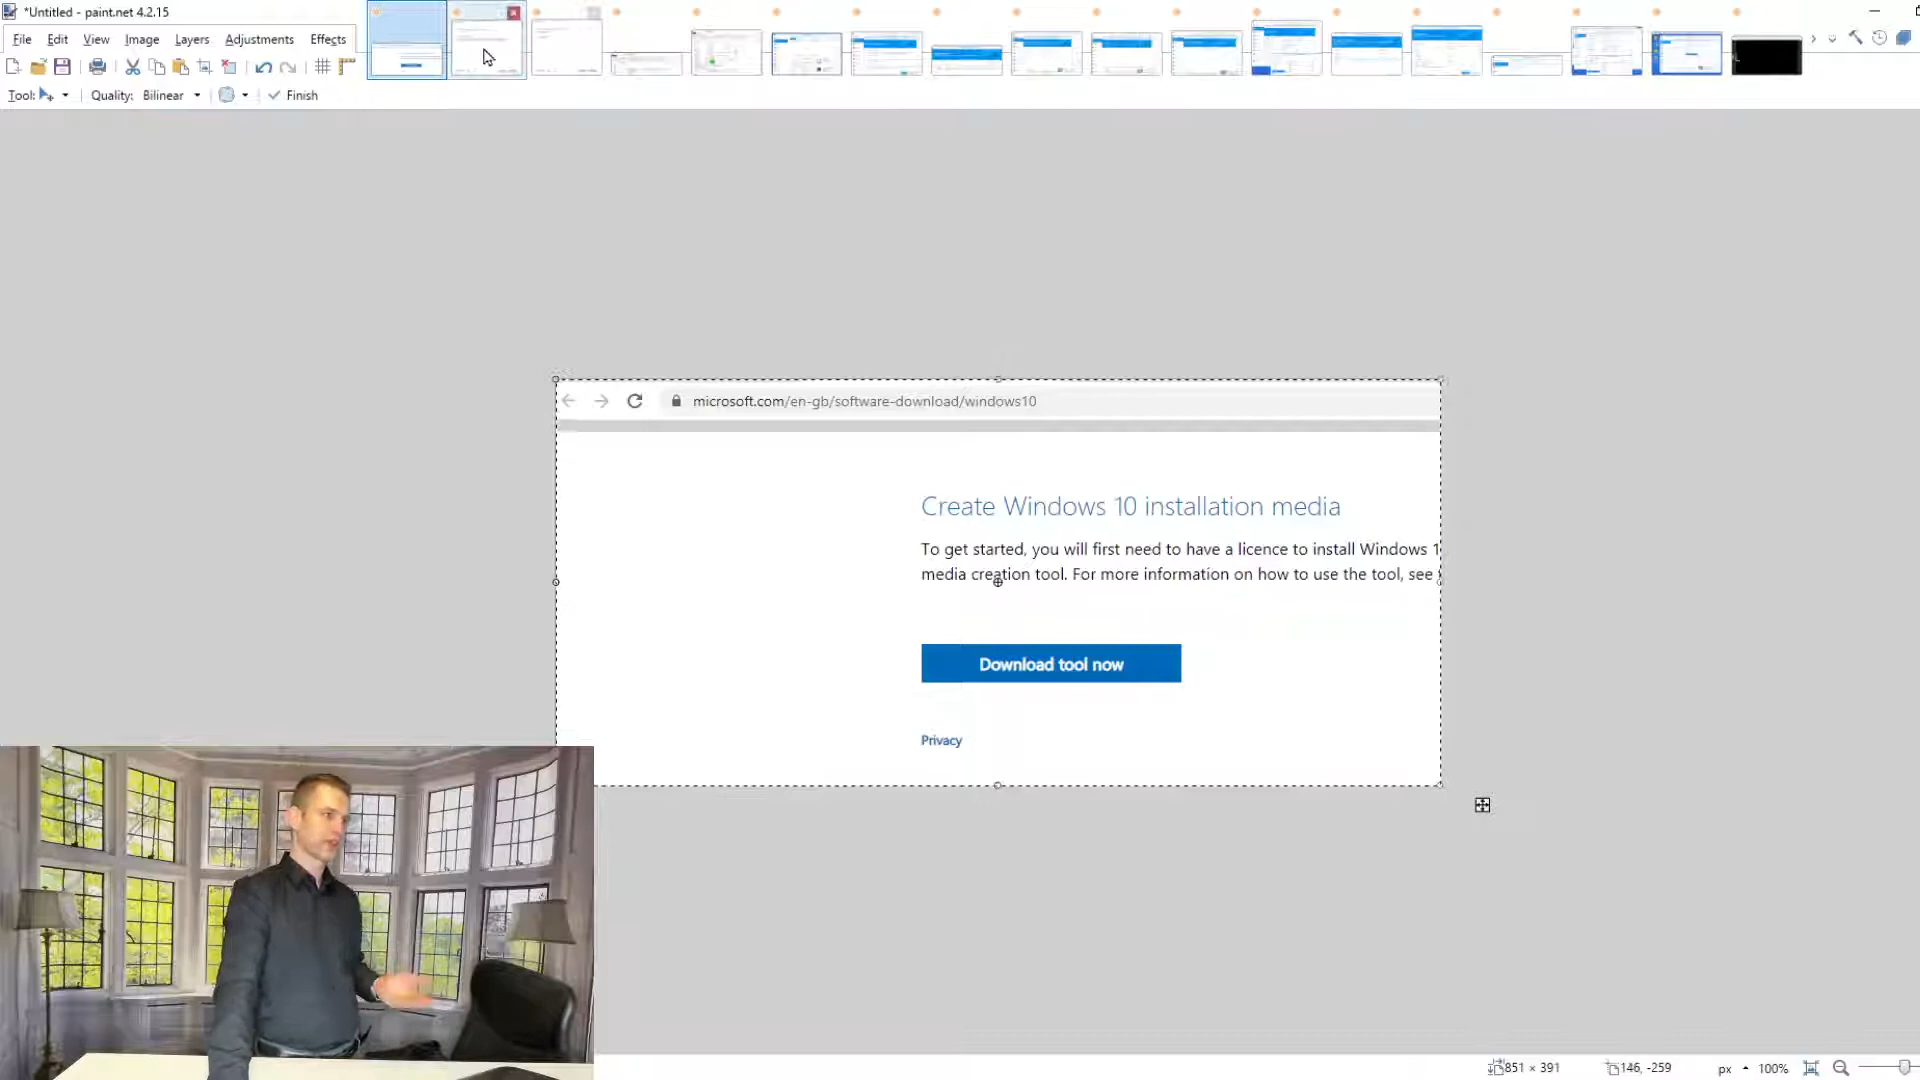 *Untitled - paint.net 4.2.15
File Edit View Image Layers Adjustments Effects
Tool: Quality: Bilinear Finish
microsoft.com/en-gb/software-download/windows10
Create Windows 10 installation media
To get started, you will first need to have a licence to install Windows 1
media creation tool. For more information on how to use the tool, see
Download tool now
Privacy
851 × 391 146, -259 px 100%